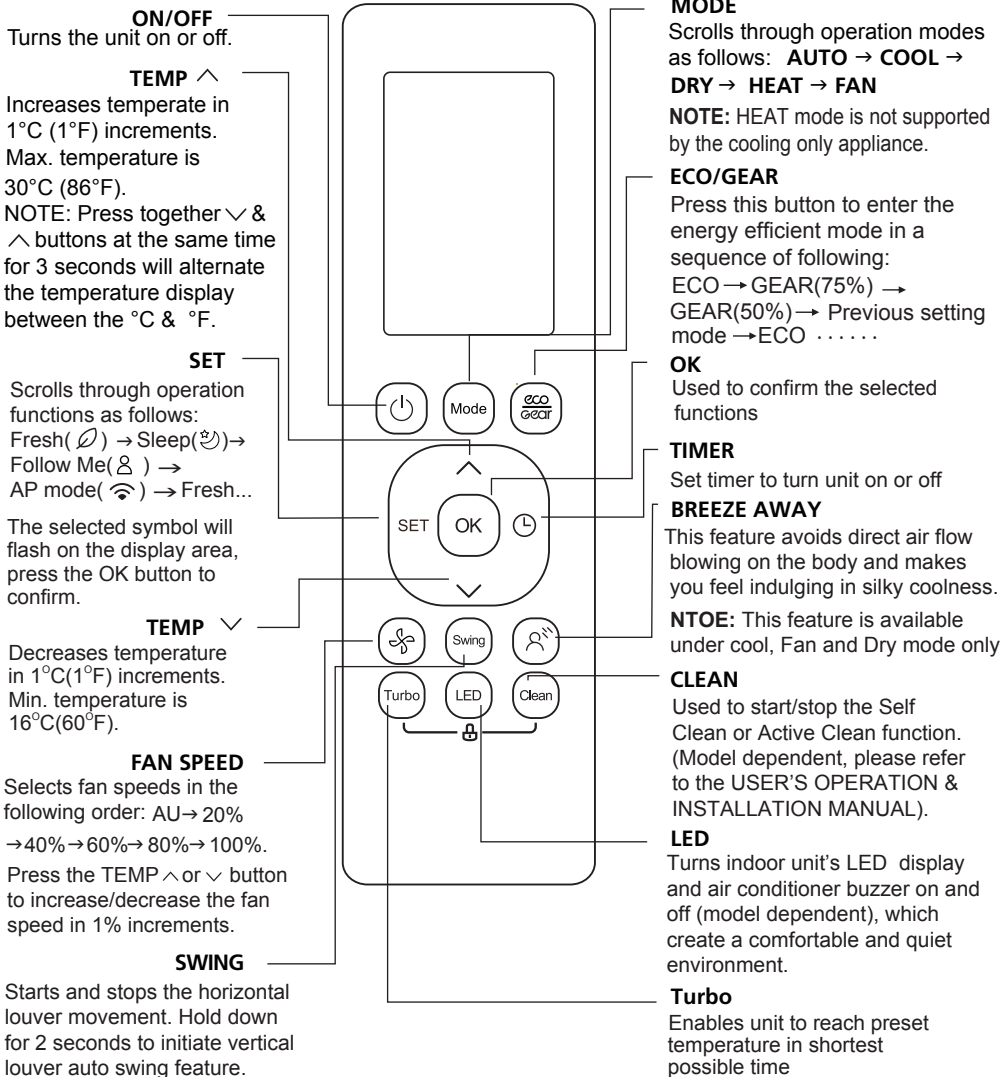 ON/OFF
Turns the unit on or off.
TEMP ∧
Increases temperate in
1°C (1°F) increments.
Max. temperature is
30°C (86°F).
NOTE: Press together ∨ &
∧ buttons at the same time
for 3 seconds will alternate
the temperature display
between the °C & °F.
SET
Scrolls through operation
functions as follows:
Fresh( ) → Sleep( ) →
Follow Me( ) →
AP mode( ) → Fresh...
The selected symbol will
flash on the display area,
press the OK button to
confirm.
TEMP ∨
Decreases temperature
in 1°C(1°F) increments.
Min. temperature is
16°C(60°F).
FAN SPEED
Selects fan speeds in the
following order: AU→ 20%
→40%→60%→ 80%→ 100%.
Press the TEMP ∧ or ∨ button
to increase/decrease the fan
speed in 1% increments.
SWING
Starts and stops the horizontal
louver movement. Hold down
for 2 seconds to initiate vertical
louver auto swing feature.
Mode
eco
Gear
SET
OK
Swing
Turbo
LED
Clean
MODE
Scrolls through operation modes
as follows: AUTO → COOL →
DRY → HEAT → FAN
NOTE: HEAT mode is not supported
by the cooling only appliance.
ECO/GEAR
Press this button to enter the
energy efficient mode in a
sequence of following:
ECO → GEAR(75%) →
GEAR(50%) → Previous setting
mode → ECO ······
OK
Used to confirm the selected
functions
TIMER
Set timer to turn unit on or off
BREEZE AWAY
This feature avoids direct air flow
blowing on the body and makes
you feel indulging in silky coolness.
NTOE: This feature is available
under cool, Fan and Dry mode only
CLEAN
Used to start/stop the Self
Clean or Active Clean function.
(Model dependent, please refer
to the USER'S OPERATION &
INSTALLATION MANUAL).
LED
Turns indoor unit's LED display
and air conditioner buzzer on and
off (model dependent), which
create a comfortable and quiet
environment.
Turbo
Enables unit to reach preset
temperature in shortest
possible time